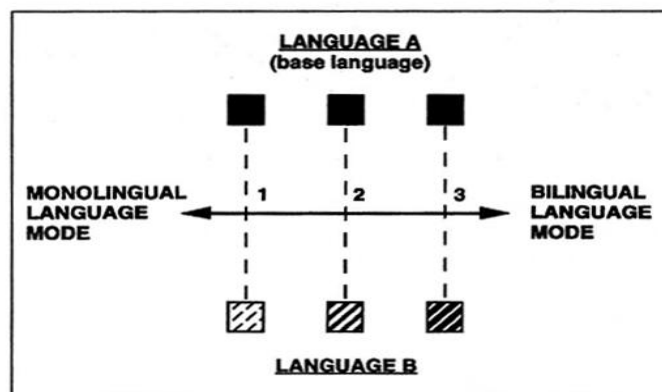 LANGUAGE A
(base language)
MONOLINGUAL
LANGUAGE
MODE
1
2
3
BILINGUAL
LANGUAGE
MODE
LANGUAGE B